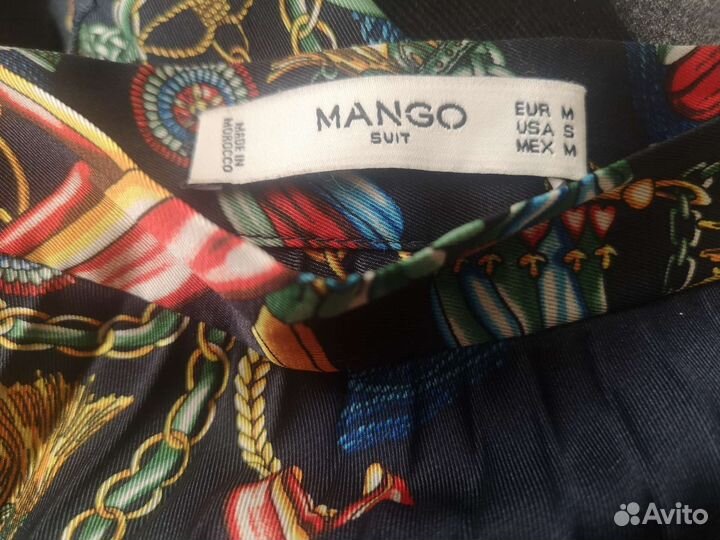 MADE IN
MOROCCO
MANGO
SUIT
EUR M
USA S
MEX M
Avito